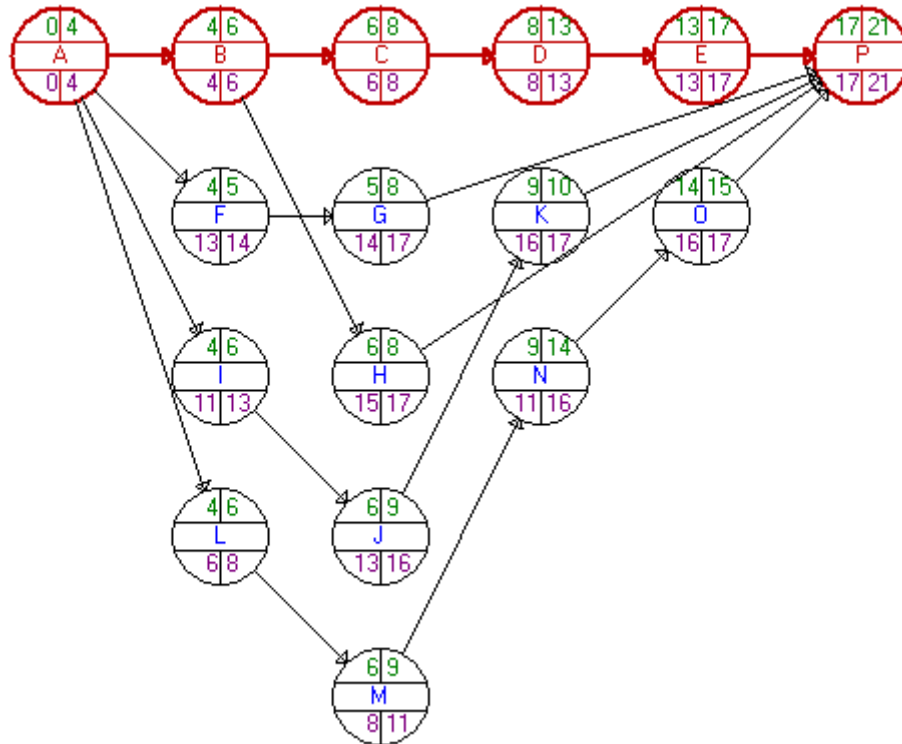 0 4 4 6 6 8 8 13 13 17 17 21
A B C D E P
0 4 4 6 6 8 8 13 13 17 17 21
4 5 5 8 9 10 14 15
F G K O
13 14 14 17 16 17 16 17
4 6 6 8 9 14
I H N
11 13 15 17 11 16
4 6 6 9
L J
6 8 13 16
6 9
M
8 11